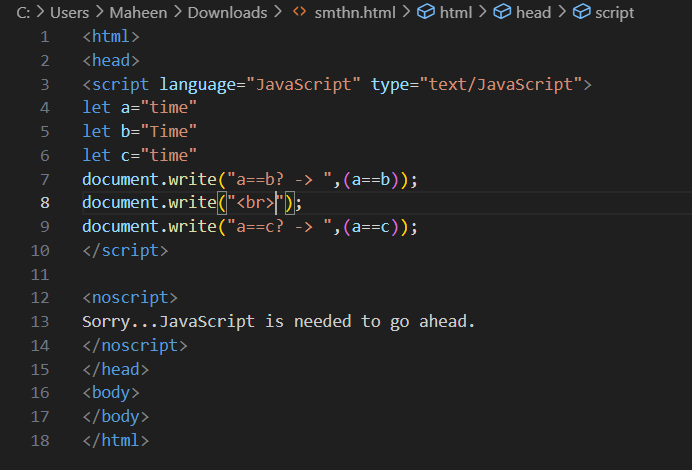 C: > Users > Maheen > Downloads > <> smthn.html > html > head > script
1 <html>
2 <head>
3 <script language="JavaScript" type="text/JavaScript">
4 let a="time"
5 let b="Time"
6 let c="time"
7 document.write("a==b? -> ",(a==b));
8 document.write("<br>");
9 document.write("a==c? -> ",(a==c));
10 </script>
11
12 <noscript>
13 Sorry...JavaScript is needed to go ahead.
14 </noscript>
15 </head>
16 <body>
17 </body>
18 </html>